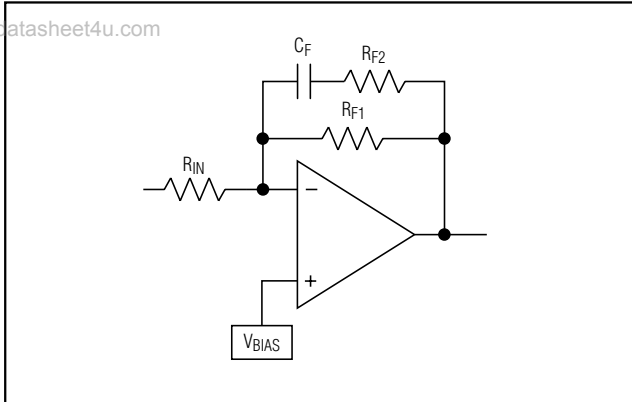 datasheet4u.com
CF
RF2
RF1
RIN
−
+
VBIAS